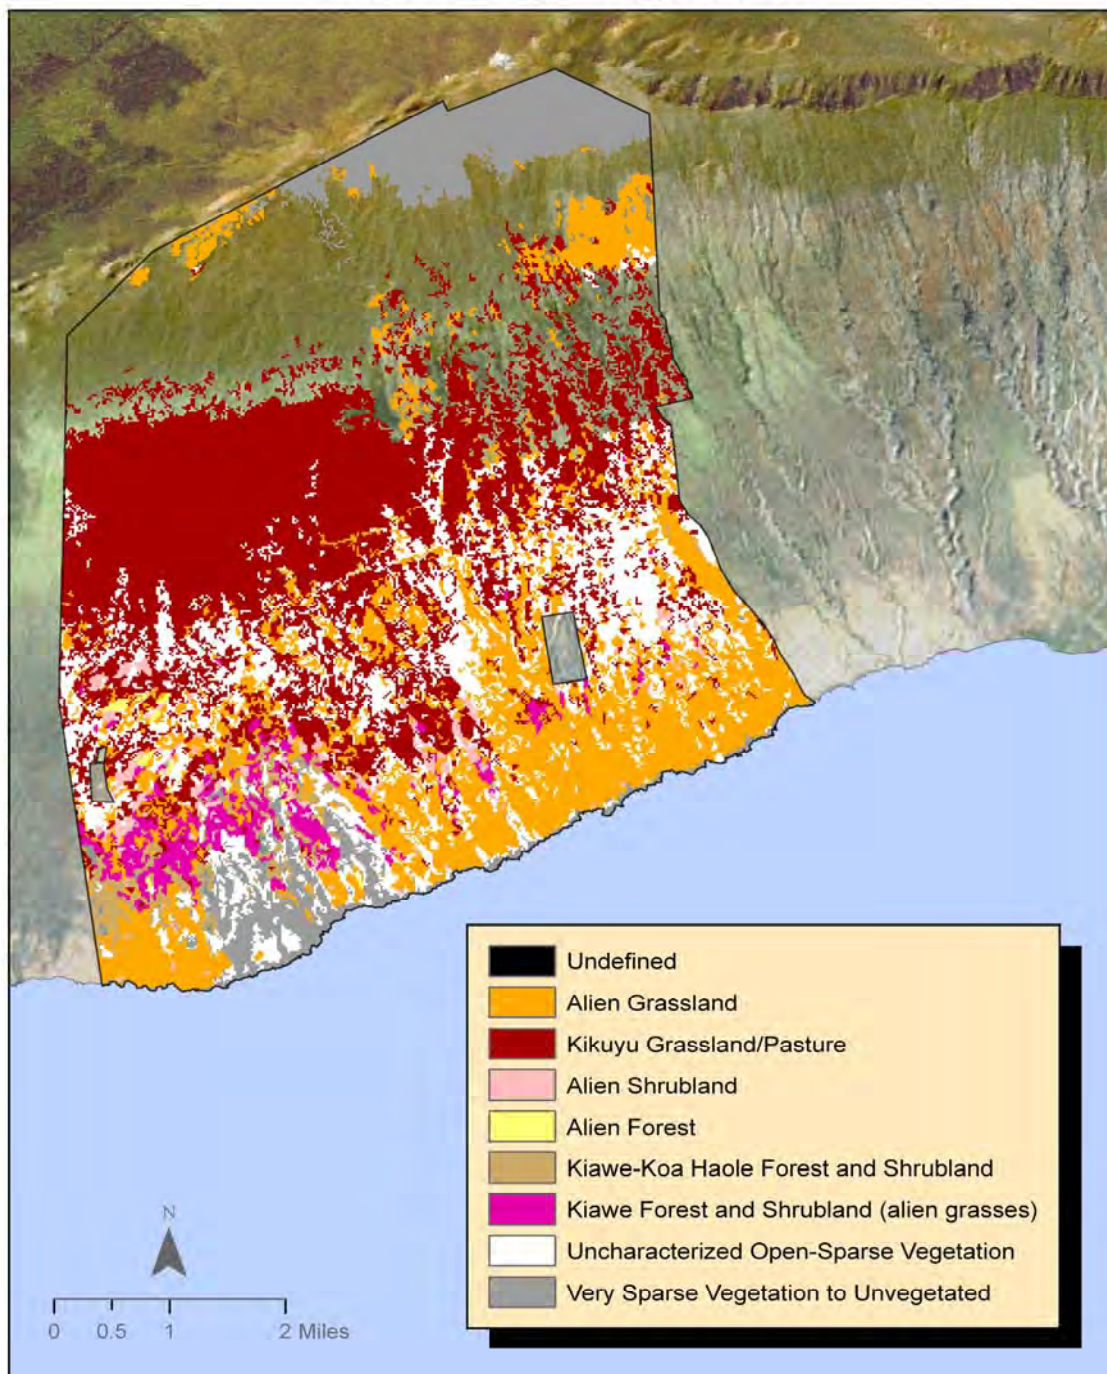 Undefined
Alien Grassland
Kikuyu Grassland/Pasture
Alien Shrubland
Alien Forest
Kiawe-Koa Haole Forest and Shrubland
Kiawe Forest and Shrubland (alien grasses)
Uncharacterized Open-Sparse Vegetation
Very Sparse Vegetation to Unvegetated
N
0 0.5 1 2 Miles